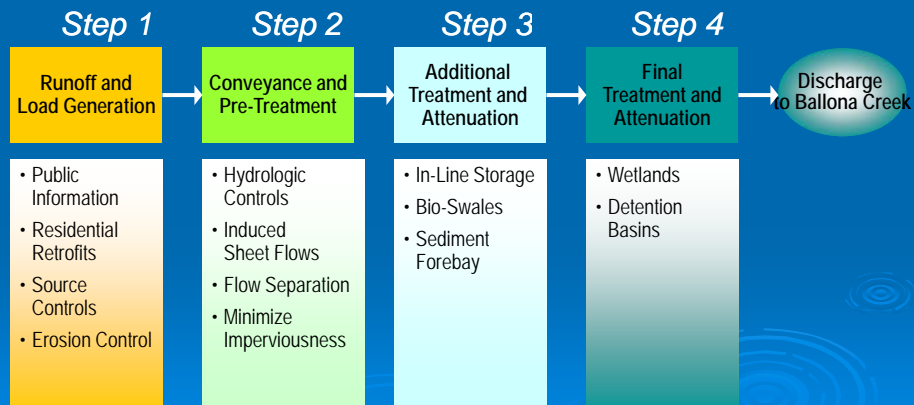 Step 1
Step 2
Step 3
Step 4
Runoff and
Load Generation
Conveyance and
Pre-Treatment
Additional
Treatment and
Attenuation
Final
Treatment and
Attenuation
Discharge
to Ballona Creek
• Public
Information
• Residential
Retrofits
• Source
Controls
• Erosion Control
• Hydrologic
Controls
• Induced
Sheet Flows
• Flow Separation
• Minimize
Imperviousness
• In-Line Storage
• Bio-Swales
• Sediment
Forebay
• Wetlands
• Detention
Basins